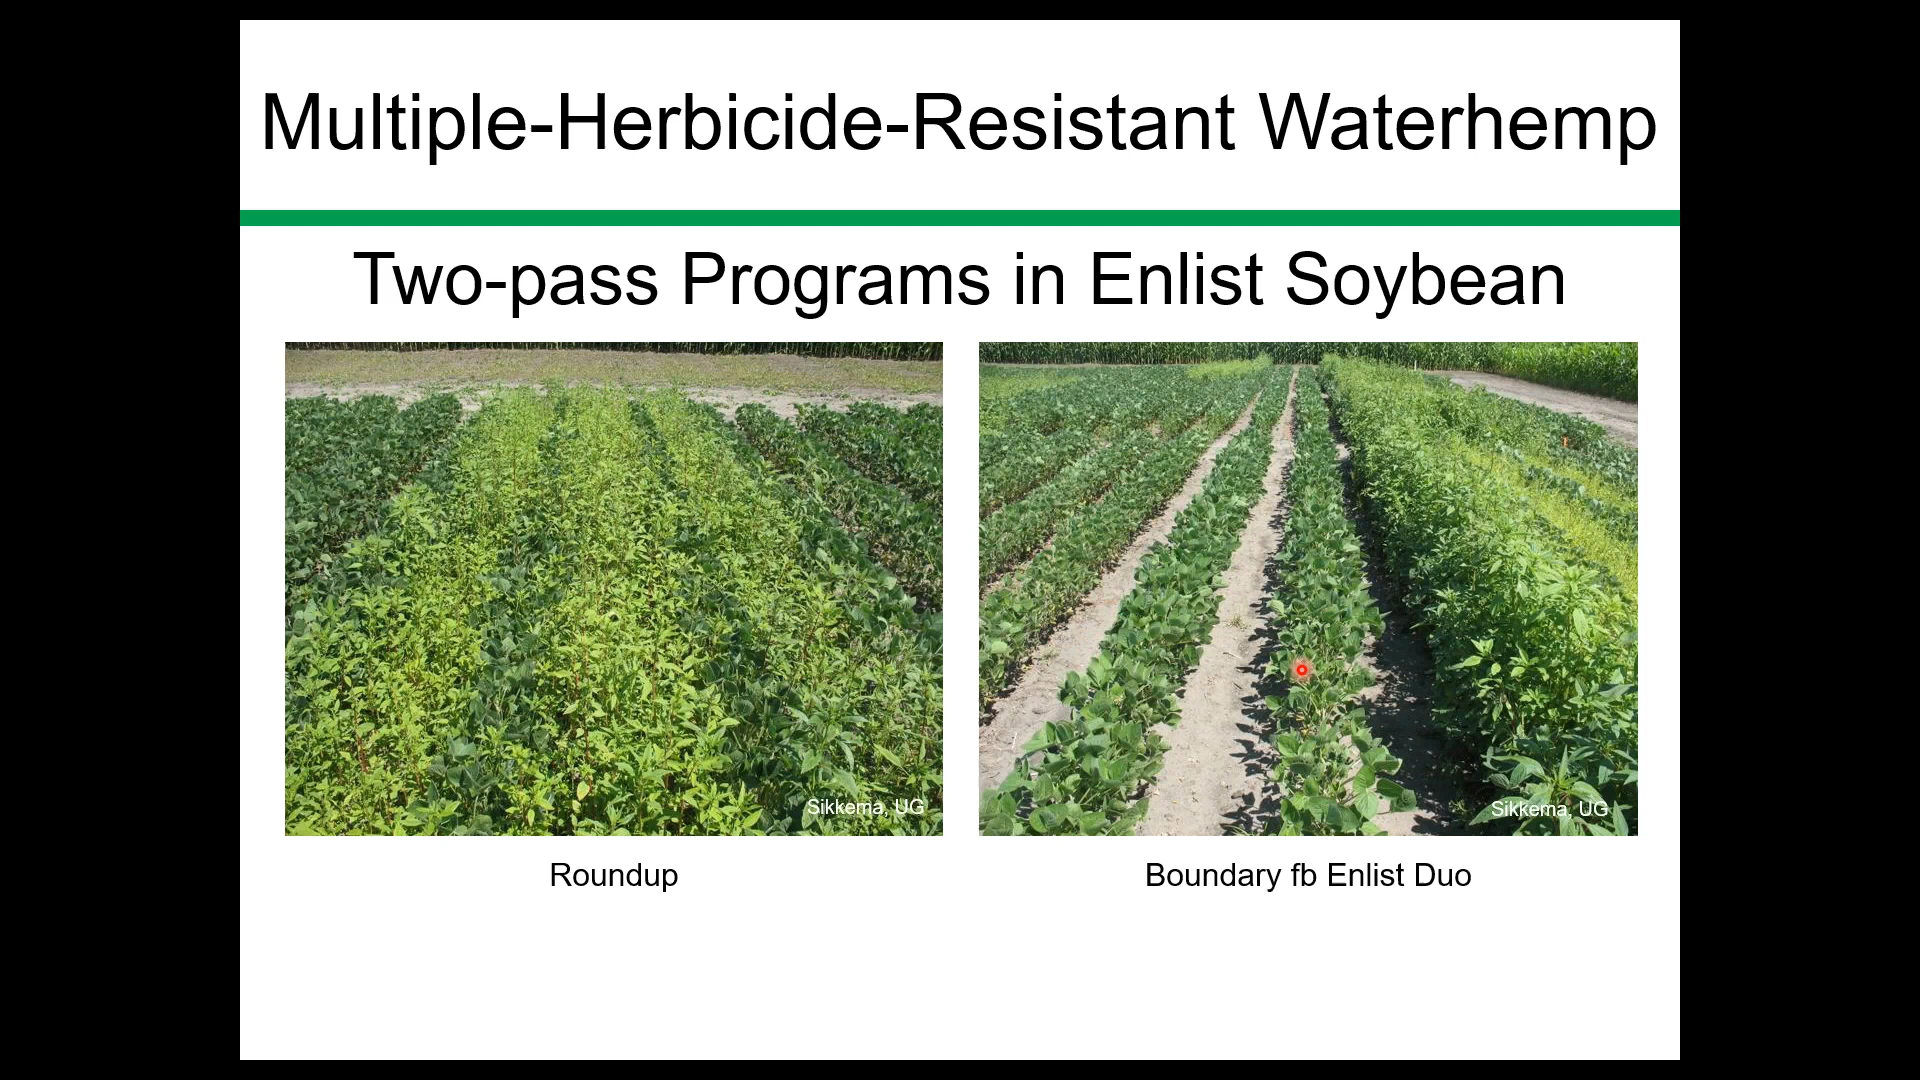 Multiple-Herbicide-Resistant Waterhemp
Two-pass Programs in Enlist Soybean
Sikkema, UG
Sikkema, UG
Roundup
Boundary fb Enlist Duo